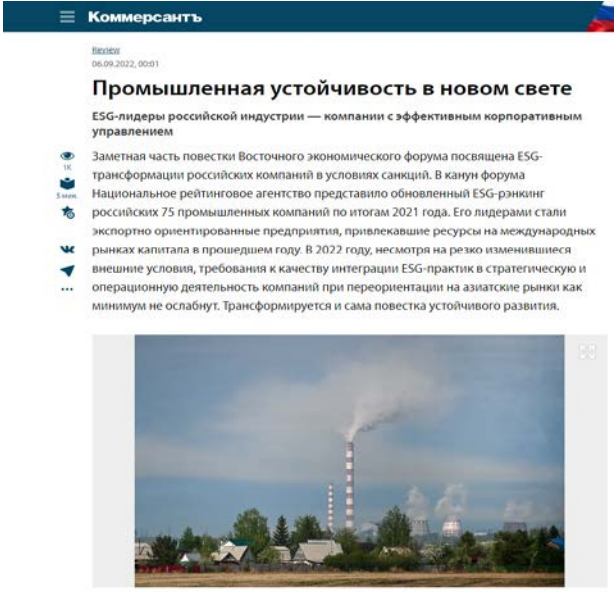 Коммерсантъ
Review
06.09.2022, 00:01
Промышленная устойчивость в новом свете
ESG-лидеры российской индустрии — компании с эффективным корпоративным
управлением
Заметная часть повестки Восточного экономического форума посвящена ESG-
трансформации российских компаний в условиях санкций. В канун форума
Национальное рейтинговое агентство представило обновленный ESG-рэнкинг
российских 75 промышленных компаний по итогам 2021 года. Его лидерами стали
экспортно ориентированные предприятия, привлекавшие ресурсы на международных
рынках капитала в прошедшем году. В 2022 году, несмотря на резко изменившиеся
внешние условия, требования к качеству интеграции ESG-практик в стратегическую и
операционную деятельность компаний при переориентации на азиатские рынки как
минимум не ослабнут. Трансформируется и сама повестка устойчивого развития.
1K
5 мин.